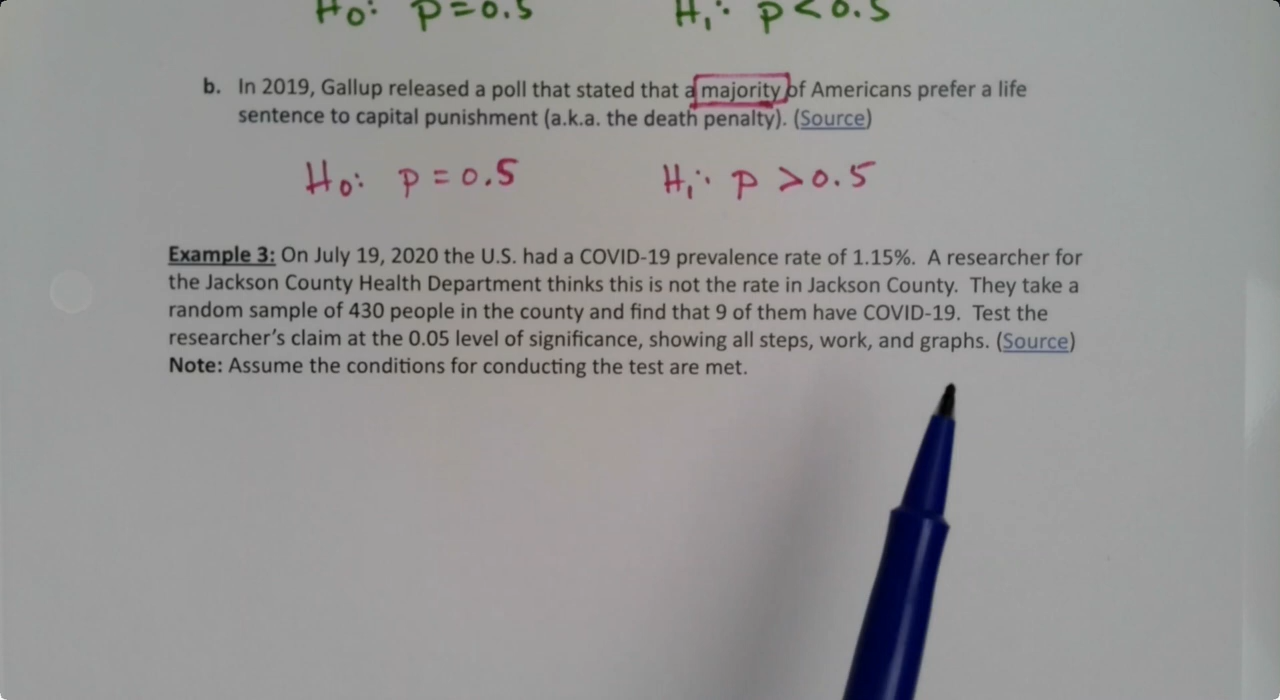 H₀: p=0.5 H₁: p<0.5
b. In 2019, Gallup released a poll that stated that a majority of Americans prefer a life
sentence to capital punishment (a.k.a. the death penalty). (Source)
H₀: p=0.5 H₁: p>0.5
Example 3: On July 19, 2020 the U.S. had a COVID-19 prevalence rate of 1.15%. A researcher for
the Jackson County Health Department thinks this is not the rate in Jackson County. They take a
random sample of 430 people in the county and find that 9 of them have COVID-19. Test the
researcher's claim at the 0.05 level of significance, showing all steps, work, and graphs. (Source)
Note: Assume the conditions for conducting the test are met.